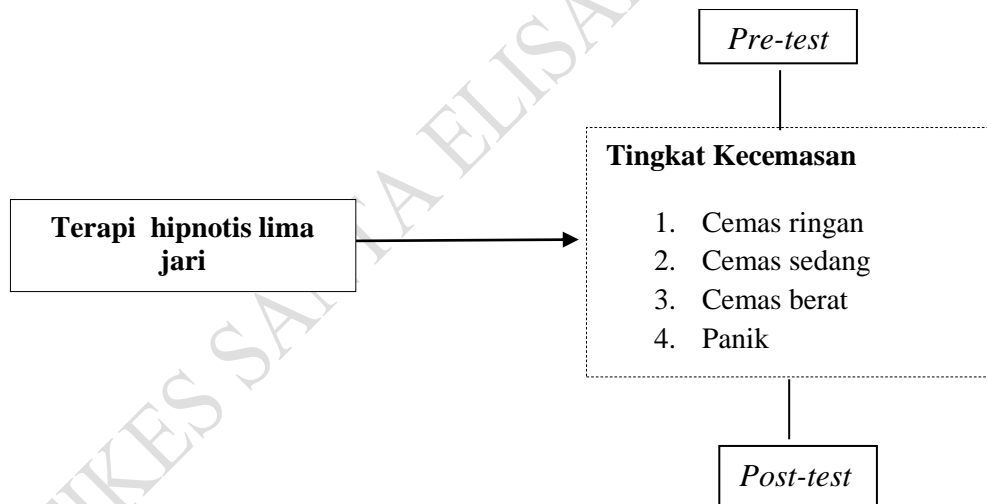 Pre-test
Tingkat Kecemasan
Terapi  hipnotis lima
jari
1. Cemas ringan
2. Cemas sedang
3. Cemas berat
4. Panik
Post-test